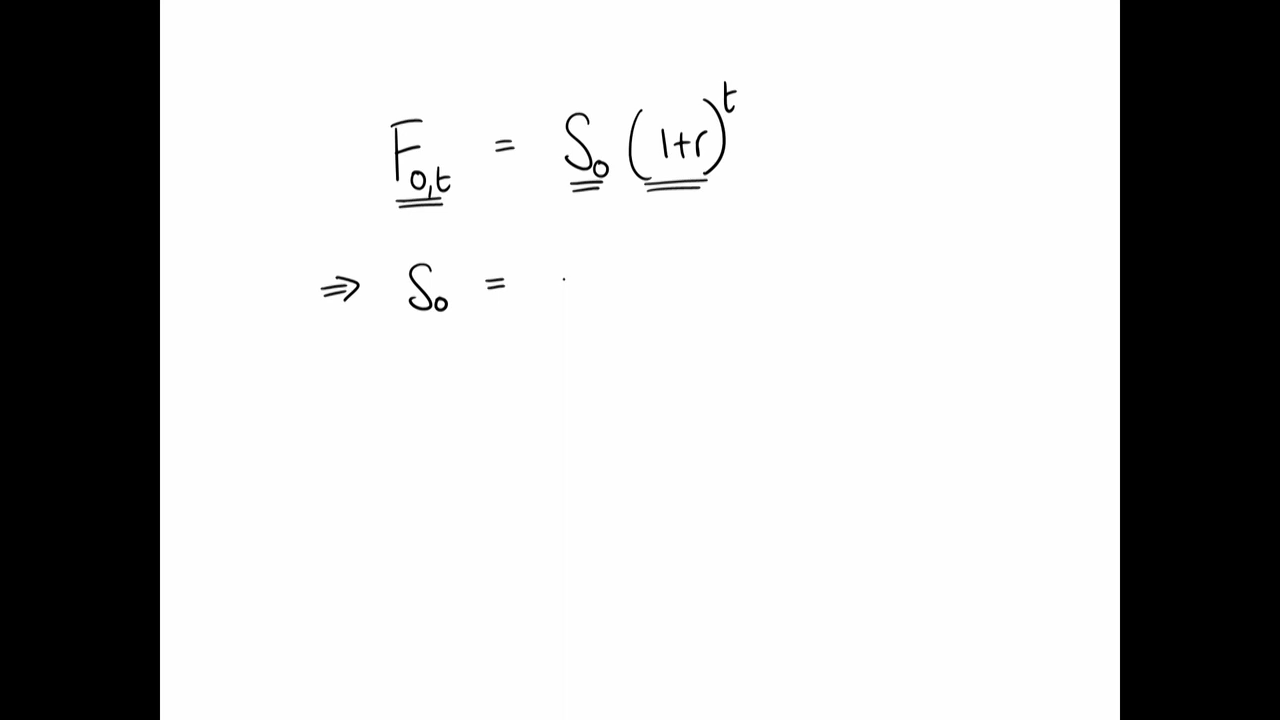 F₀,ₜ = S₀ (1+r)ᵗ
⇒ S₀ =